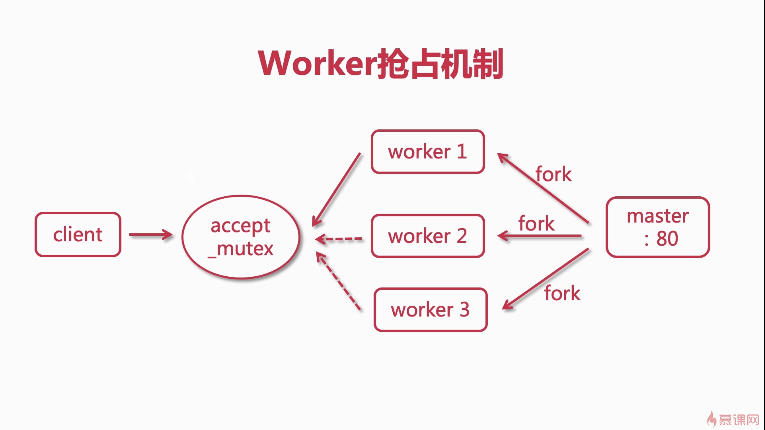 Worker抢占机制
client
accept
_mutex
worker 1
worker 2
worker 3
fork
fork
fork
master
：80
慕课网